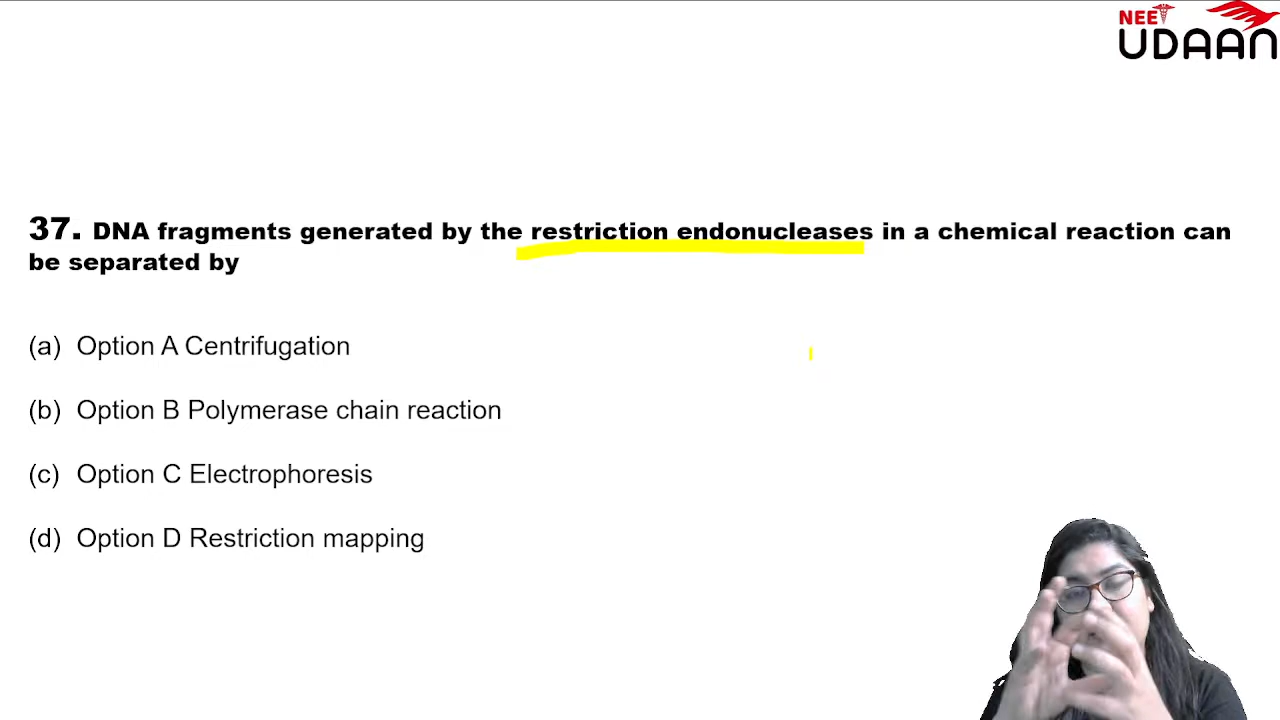 NEET
UDAAN
37. DNA fragments generated by the restriction endonucleases in a chemical reaction can
be separated by
(a) Option A Centrifugation
(b) Option B Polymerase chain reaction
(c) Option C Electrophoresis
(d) Option D Restriction mapping